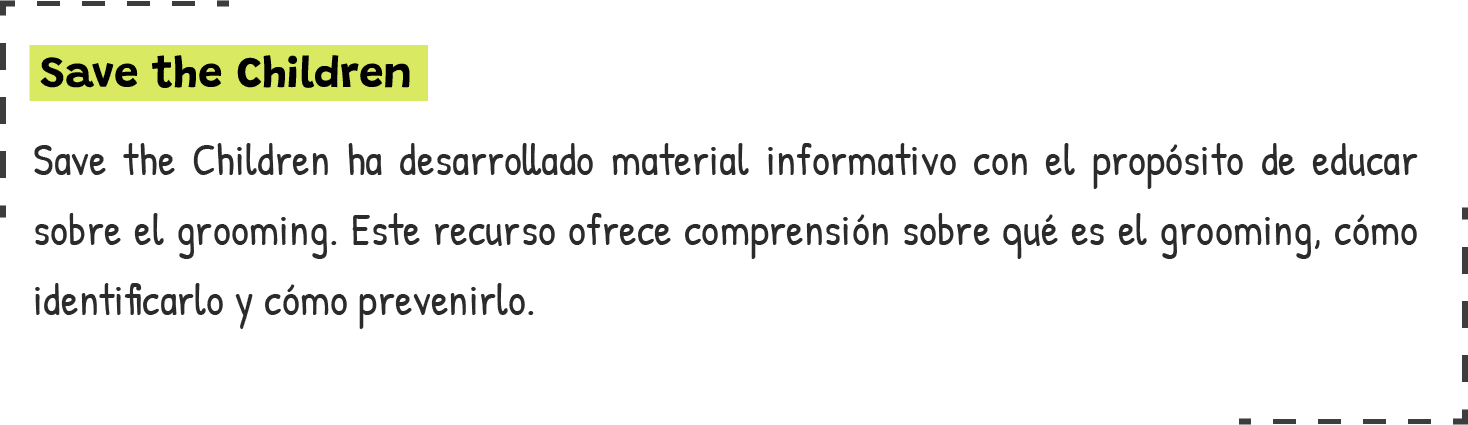 Save the Children
Save the Children ha desarrollado material informativo con el propósito de educar
sobre el grooming. Este recurso ofrece comprensión sobre qué es el grooming, cómo
identificarlo y cómo prevenirlo.